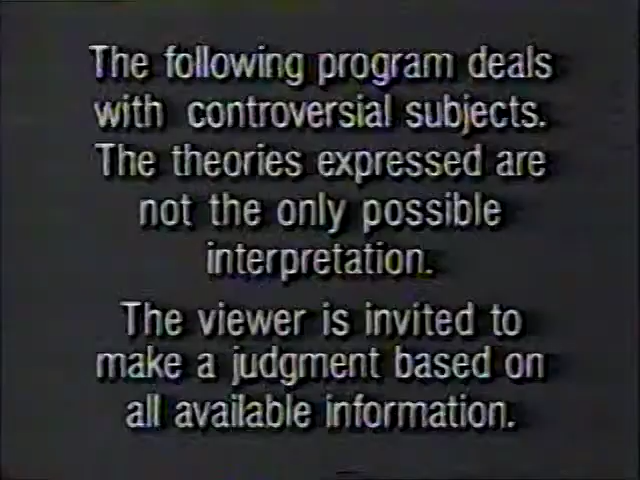 The following program deals
with controversial subjects.
The theories expressed are
not the only possible
interpretation.
The viewer is invited to
make a judgment based on
all available information.